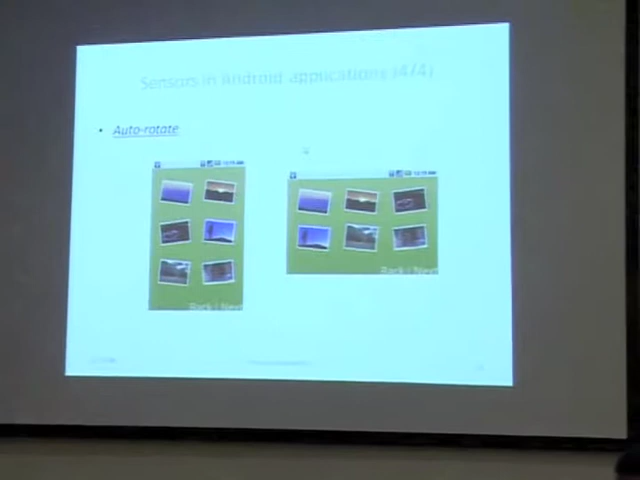 Sensors in Android applications (4/4)
• Auto-rotate
Back | Next
Back | Next